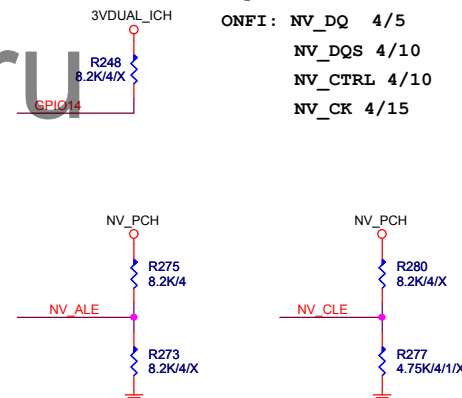 3VDUAL_ICH
R248
8.2K/4/X
GPIO14
ru
ONFI: NV_DQ 4/5
NV_DQS 4/10
NV_CTRL 4/10
NV_CK 4/15
NV_PCH
R275
8.2K/4
NV_ALE
R273
8.2K/4/X
NV_PCH
R280
8.2K/4/X
NV_CLE
R277
4.75K/4/1/X